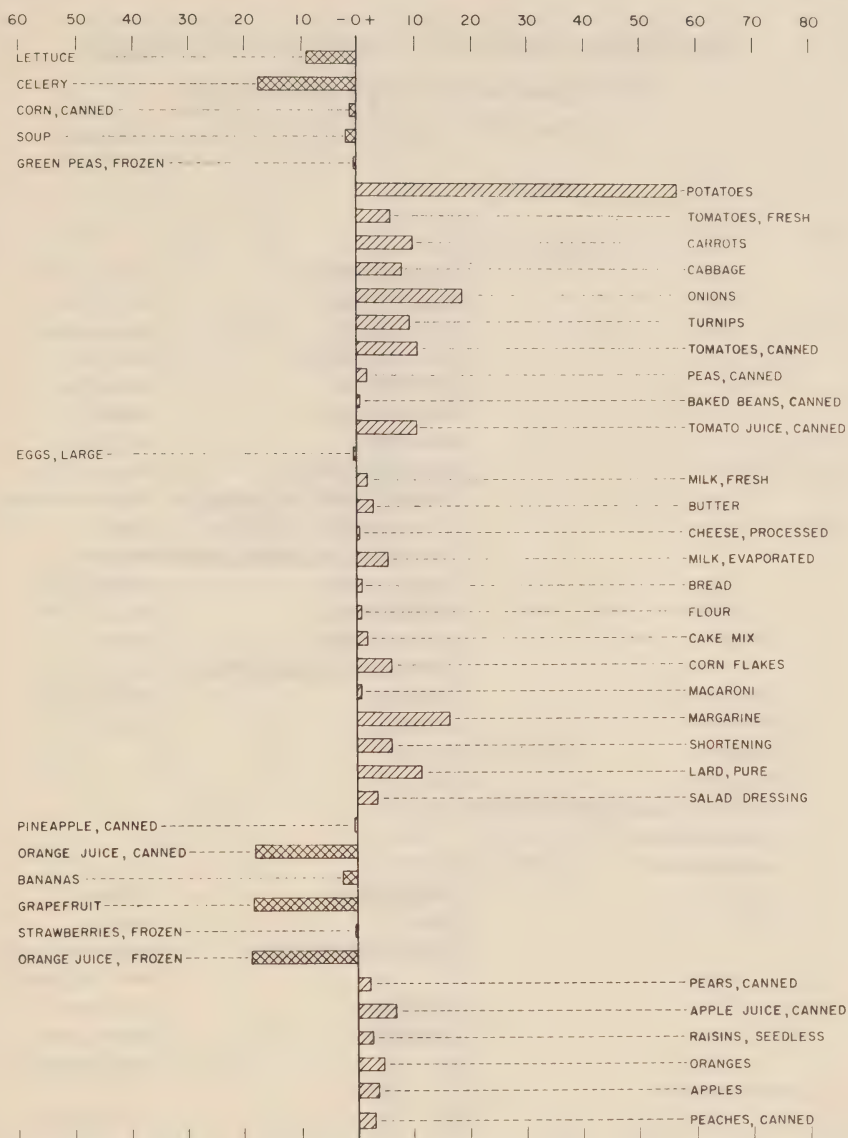 60 50 40 30 20 10 – 0 + 10 20 30 40 50 60 70 80
LETTUCE
CELERY
CORN, CANNED
SOUP
GREEN PEAS, FROZEN
POTATOES
TOMATOES, FRESH
CARROTS
CABBAGE
ONIONS
TURNIPS
TOMATOES, CANNED
PEAS, CANNED
BAKED BEANS, CANNED
TOMATO JUICE, CANNED
EGGS, LARGE
MILK, FRESH
BUTTER
CHEESE, PROCESSED
MILK, EVAPORATED
BREAD
FLOUR
CAKE MIX
CORN FLAKES
MACARONI
MARGARINE
SHORTENING
LARD, PURE
SALAD DRESSING
PINEAPPLE, CANNED
ORANGE JUICE, CANNED
BANANAS
GRAPEFRUIT
STRAWBERRIES, FROZEN
ORANGE JUICE, FROZEN
PEARS, CANNED
APPLE JUICE, CANNED
RAISINS, SEEDLESS
ORANGES
APPLES
PEACHES, CANNED